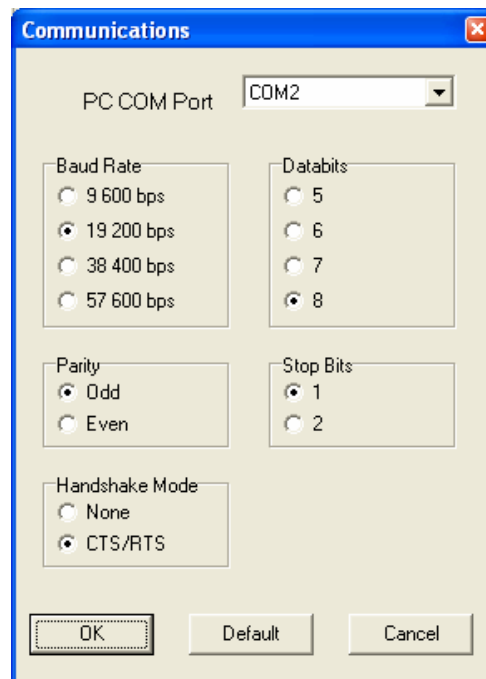 Communications
PC COM Port COM2
Baud Rate
9 600 bps
19 200 bps
38 400 bps
57 600 bps
Databits
5
6
7
8
Parity
Odd
Even
Stop Bits
1
2
Handshake Mode
None
CTS/RTS
OK Default Cancel